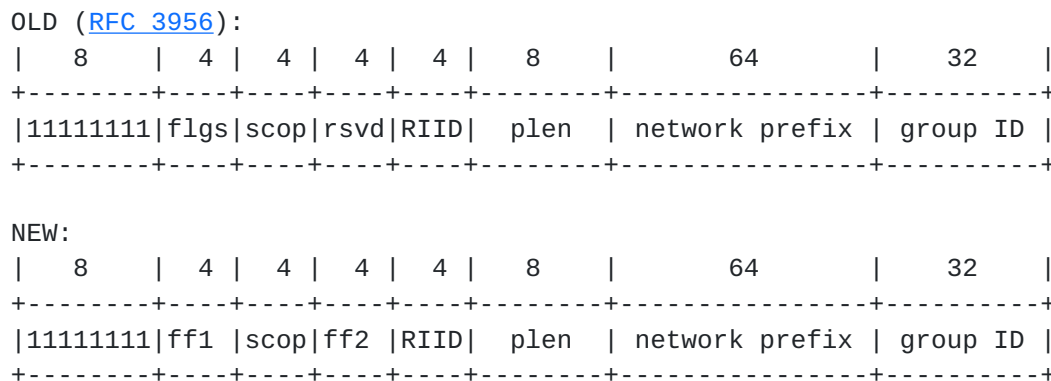 OLD (RFC 3956):
|   8    |  4 |  4 |  4 |  4 |   8    |       64       |    32    |
+--------+----+----+----+----+--------+----------------+----------+
|11111111|flgs|scop|rsvd|RIID|  plen  | network prefix | group ID |
+--------+----+----+----+----+--------+----------------+----------+

NEW:
|   8    |  4 |  4 |  4 |  4 |   8    |       64       |    32    |
+--------+----+----+----+----+--------+----------------+----------+
|11111111|ff1 |scop|ff2 |RIID|  plen  | network prefix | group ID |
+--------+----+----+----+----+--------+----------------+----------+